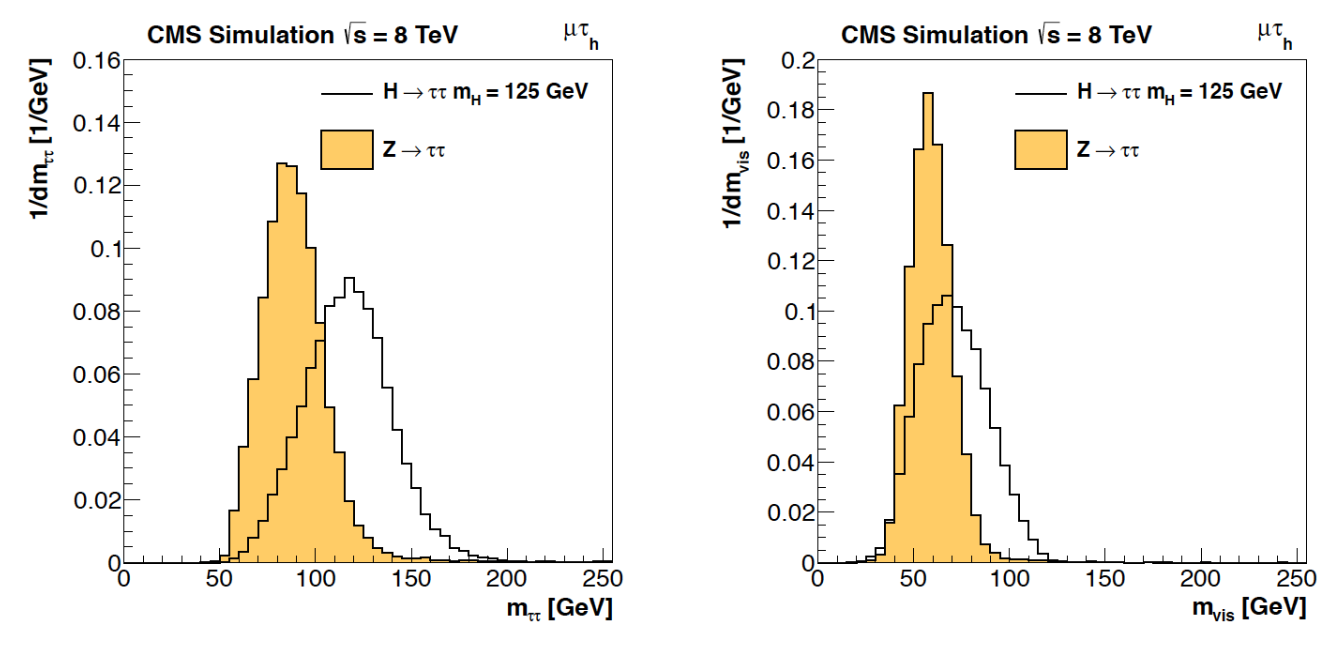 CMS Simulation √s = 8 TeV μτh
1/dmττ [1/GeV]
0.16
0.14
0.12
0.1
0.08
0.06
0.04
0.02
0
H → ττ mH = 125 GeV
Z → ττ
0 50 100 150 200 250
mττ [GeV]
CMS Simulation √s = 8 TeV μτh
1/dmvis [1/GeV]
0.2
0.18
0.16
0.14
0.12
0.1
0.08
0.06
0.04
0.02
0
H → ττ mH = 125 GeV
Z → ττ
0 50 100 150 200 250
mvis [GeV]